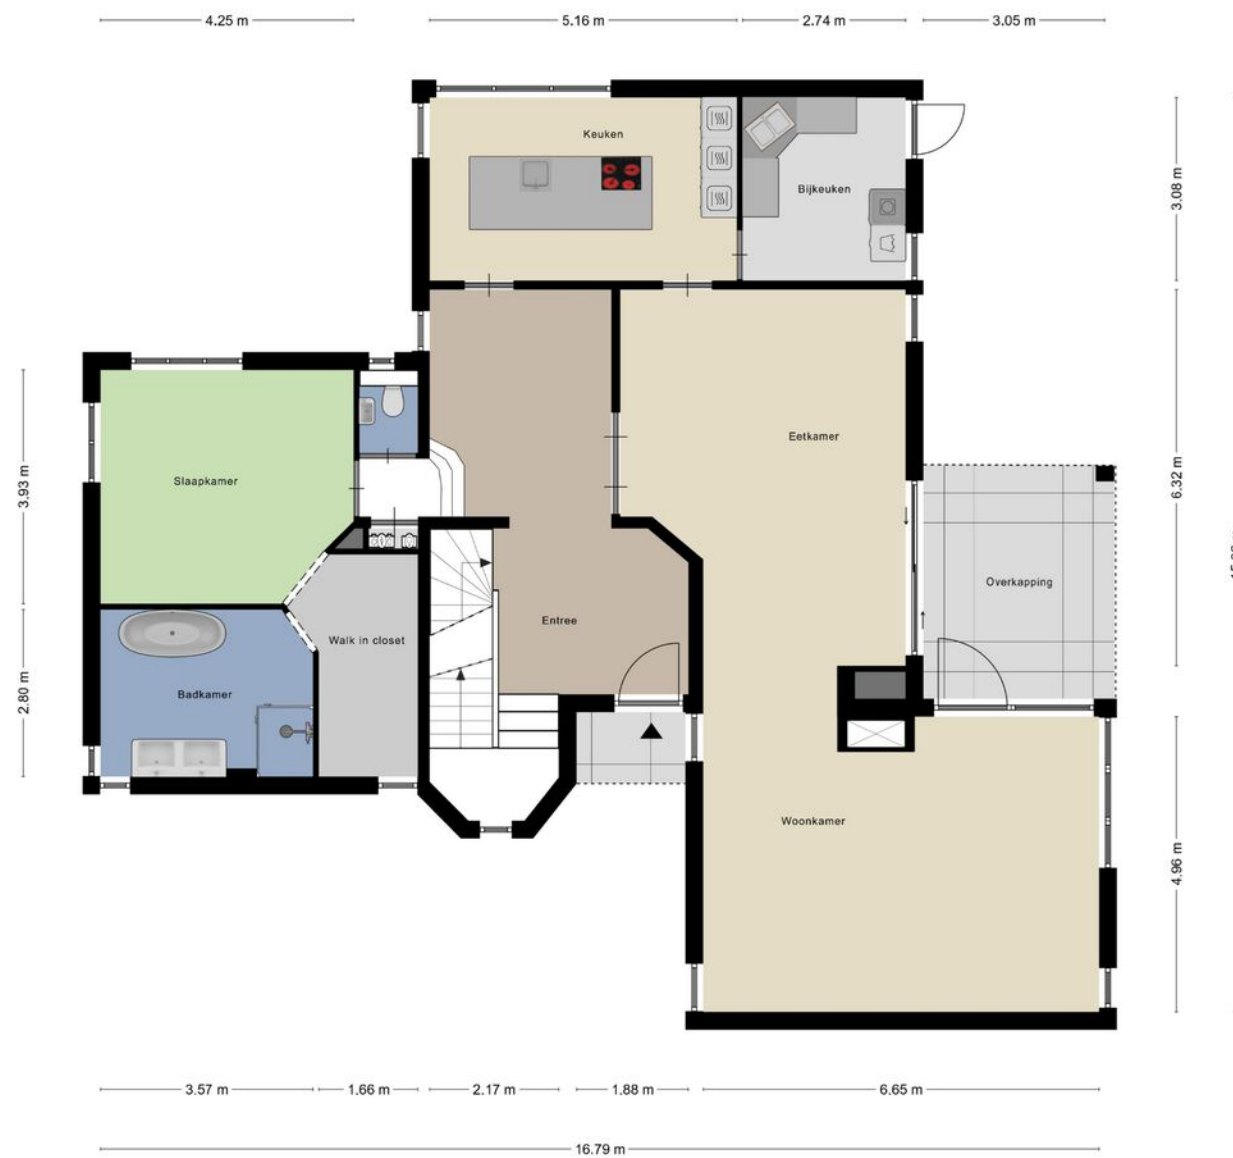 4.25 m
5.16 m
2.74 m
3.05 m
Keuken
Bijkeuken
3.08 m
Eetkamer
6.32 m
Slaapkamer
3.93 m
Overkapping
Entree
Walk in closet
Badkamer
2.80 m
Woonkamer
4.96 m
3.57 m
1.66 m
2.17 m
1.88 m
6.65 m
16.79 m